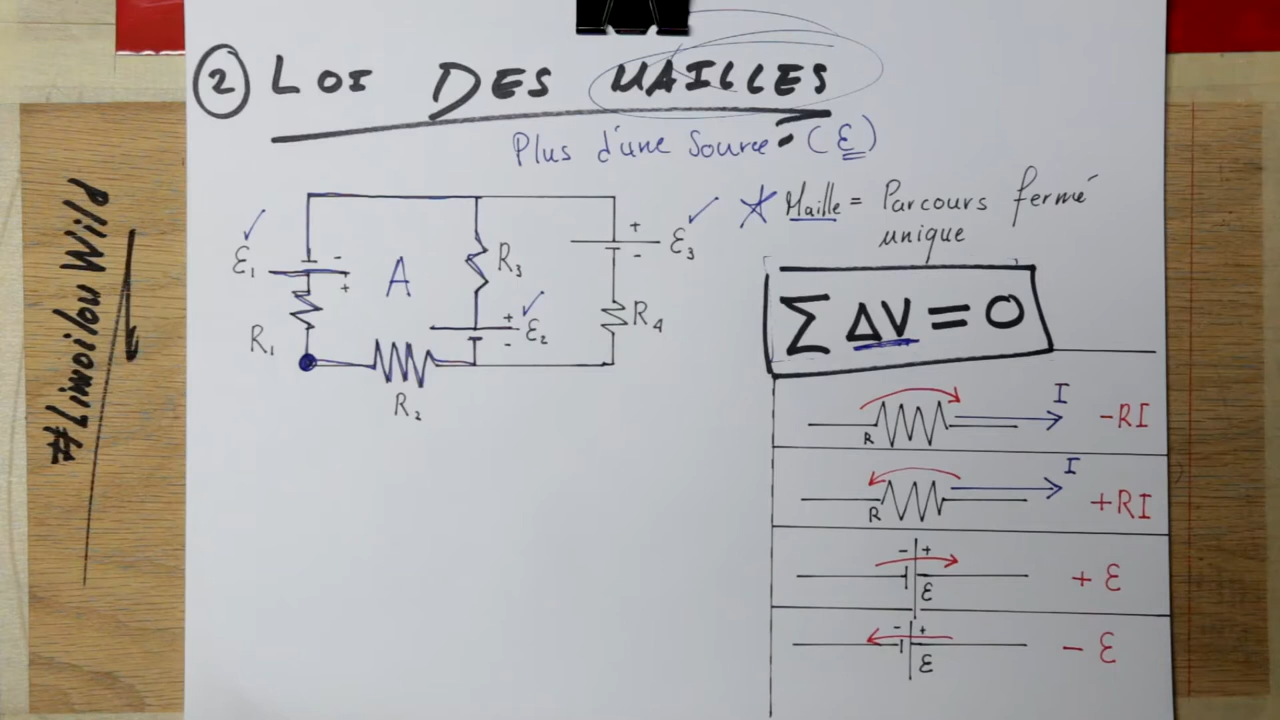 ② LOI DES MAILLES
Plus d'une Source. (ε)
ε₁
- 
+
R₁
A
R₂
R₃
+
-
ε₂
+
-
ε₃
R₄
☆ Maille = Parcours fermé
unique
∑ ΔV = 0
R
I
-RI
R
I
+RI
- +
ε
+ ε
- +
ε
- ε
#Limoilou Wild